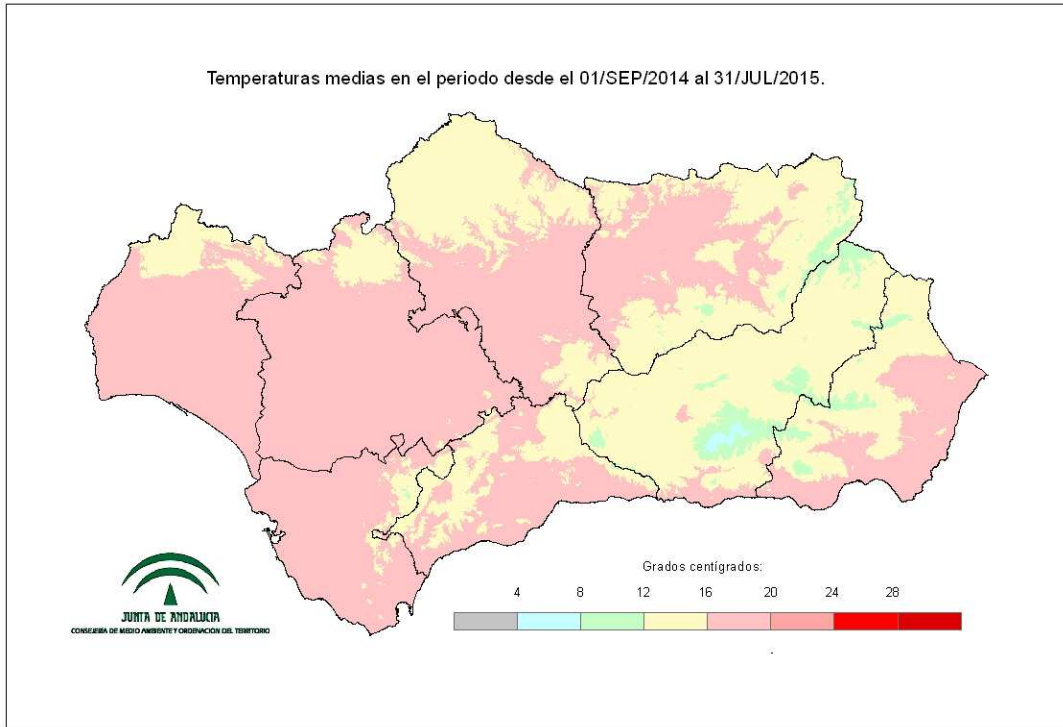 Temperaturas medias en el periodo desde el 01/SEP/2014 al 31/JUL/2015.
Grados centígrados:
4 8 12 16 20 24 28
JUNTA DE ANDALUCIA
CONSEJERÍA DE MEDIO AMBIENTE Y ORDENACIÓN DEL TERRITORIO